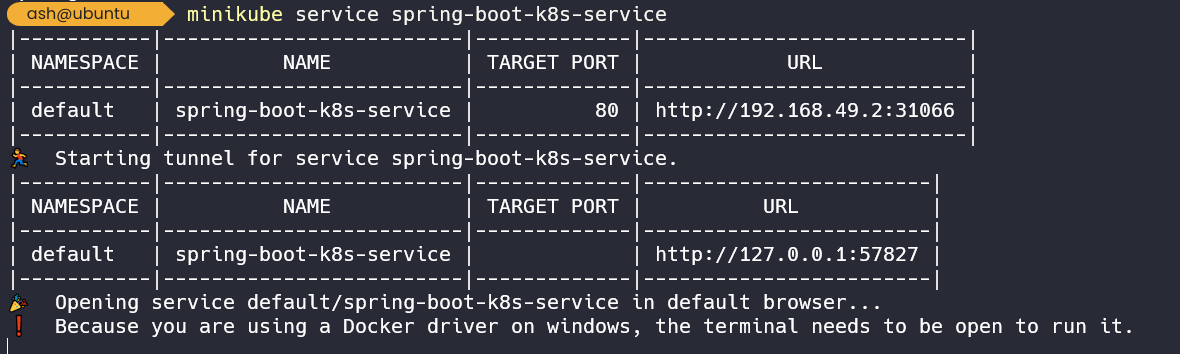 ash@ubuntu minikube service spring-boot-k8s-service
|-----------|-------------------------|-------------|---------------------------|
| NAMESPACE | NAME | TARGET PORT | URL |
|-----------|-------------------------|-------------|---------------------------|
| default | spring-boot-k8s-service | 80 | http://192.168.49.2:31066 |
|-----------|-------------------------|-------------|---------------------------|
🏃 Starting tunnel for service spring-boot-k8s-service.
|-----------|-------------------------|-------------|------------------------|
| NAMESPACE | NAME | TARGET PORT | URL |
|-----------|-------------------------|-------------|------------------------|
| default | spring-boot-k8s-service | | http://127.0.0.1:57827 |
|-----------|-------------------------|-------------|------------------------|
🎉 Opening service default/spring-boot-k8s-service in default browser...
❗ Because you are using a Docker driver on windows, the terminal needs to be open to run it.